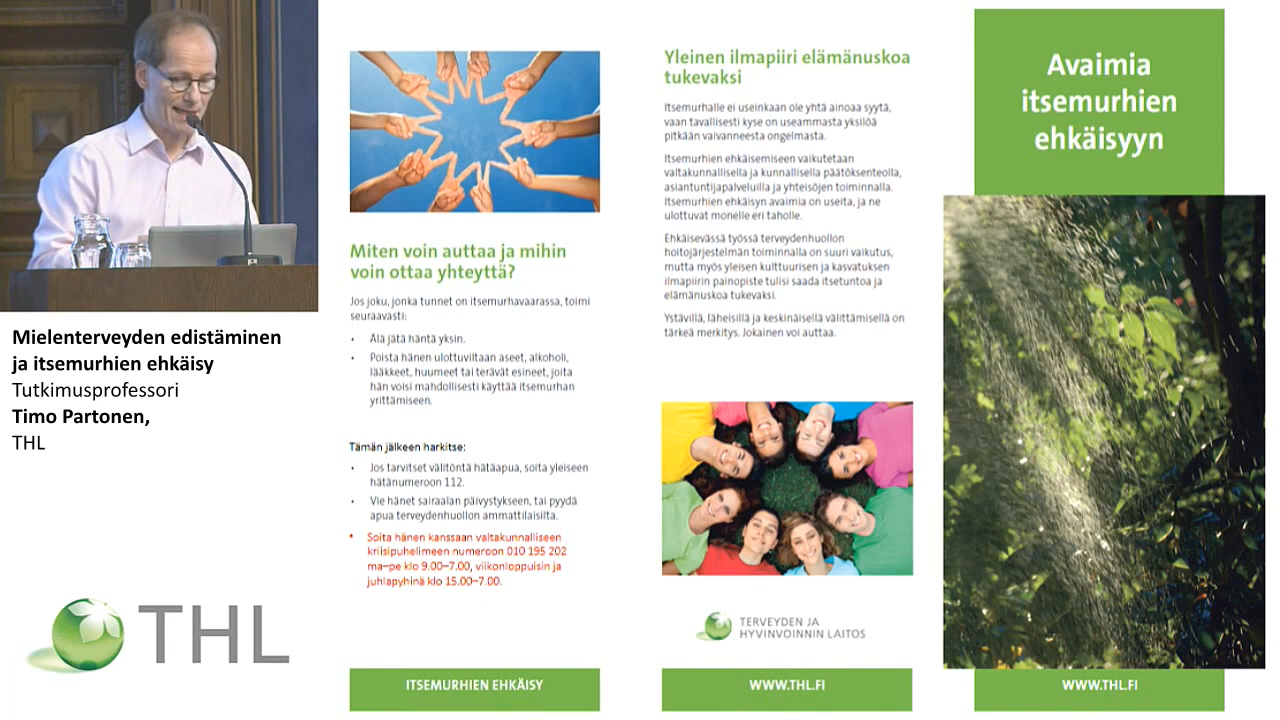 Mielenterveyden edistäminen
ja itsemurhien ehkäisy
Tutkimusprofessori
Timo Partonen,
THL
THL
Miten voin auttaa ja mihin
voin ottaa yhteyttä?
Jos joku, jonka tunnet on itsemurhavaarassa, toimi
seuraavasti:
• Älä jätä häntä yksin.
• Poista hänen ulottuviltaan aseet, alkoholi,
lääkkeet, huumeet tai terävät esineet, joita
hän voisi mahdollisesti käyttää itsemurhan
yrittämiseen.
Tämän jälkeen harkitse:
• Jos tarvitset välitöntä hätäapua, soita yleiseen
hätänumeroon 112.
• Vie hänet sairaalan päivystykseen, tai pyydä
apua terveydenhuollon ammattilaisilta.
• Soita hänen kanssaan valtakunnalliseen
kriisipuhelimeen numeroon 010 195 202
ma–pe klo 9.00–7.00, viikonloppuisin ja
juhlapyhinä klo 15.00–7.00.
ITSEMURHIEN EHKÄISY
Yleinen ilmapiiri elämänuskoa
tukevaksi
Itsemurhalle ei useinkaan ole yhtä ainoaa syytä,
vaan tavallisesti kyse on useammasta yksilöä
pitkään vaivanneesta ongelmasta.
Itsemurhien ehkäisemiseen vaikutetaan
valtakunnallisella ja kunnallisella päätöksenteolla,
asiantuntijapalveluilla ja yhteisöjen toiminnalla.
Itsemurhien ehkäisyn avaimia on useita, ja ne
ulottuvat monelle eri taholle.
Ehkäisevässä työssä terveydenhuollon
hoitojärjestelmän toiminnalla on suuri vaikutus,
mutta myös yleisen kulttuurisen ja kasvatuksen
ilmapiirin painopiste tulisi saada itsetuntoa ja
elämänuskoa tukevaksi.
Ystävillä, läheisillä ja keskinäisellä välittämisellä on
tärkeä merkitys. Jokainen voi auttaa.
TERVEYDEN JA
HYVINVOINNIN LAITOS
WWW.THL.FI
Avaimia
itsemurhien
ehkäisyyn
WWW.THL.FI